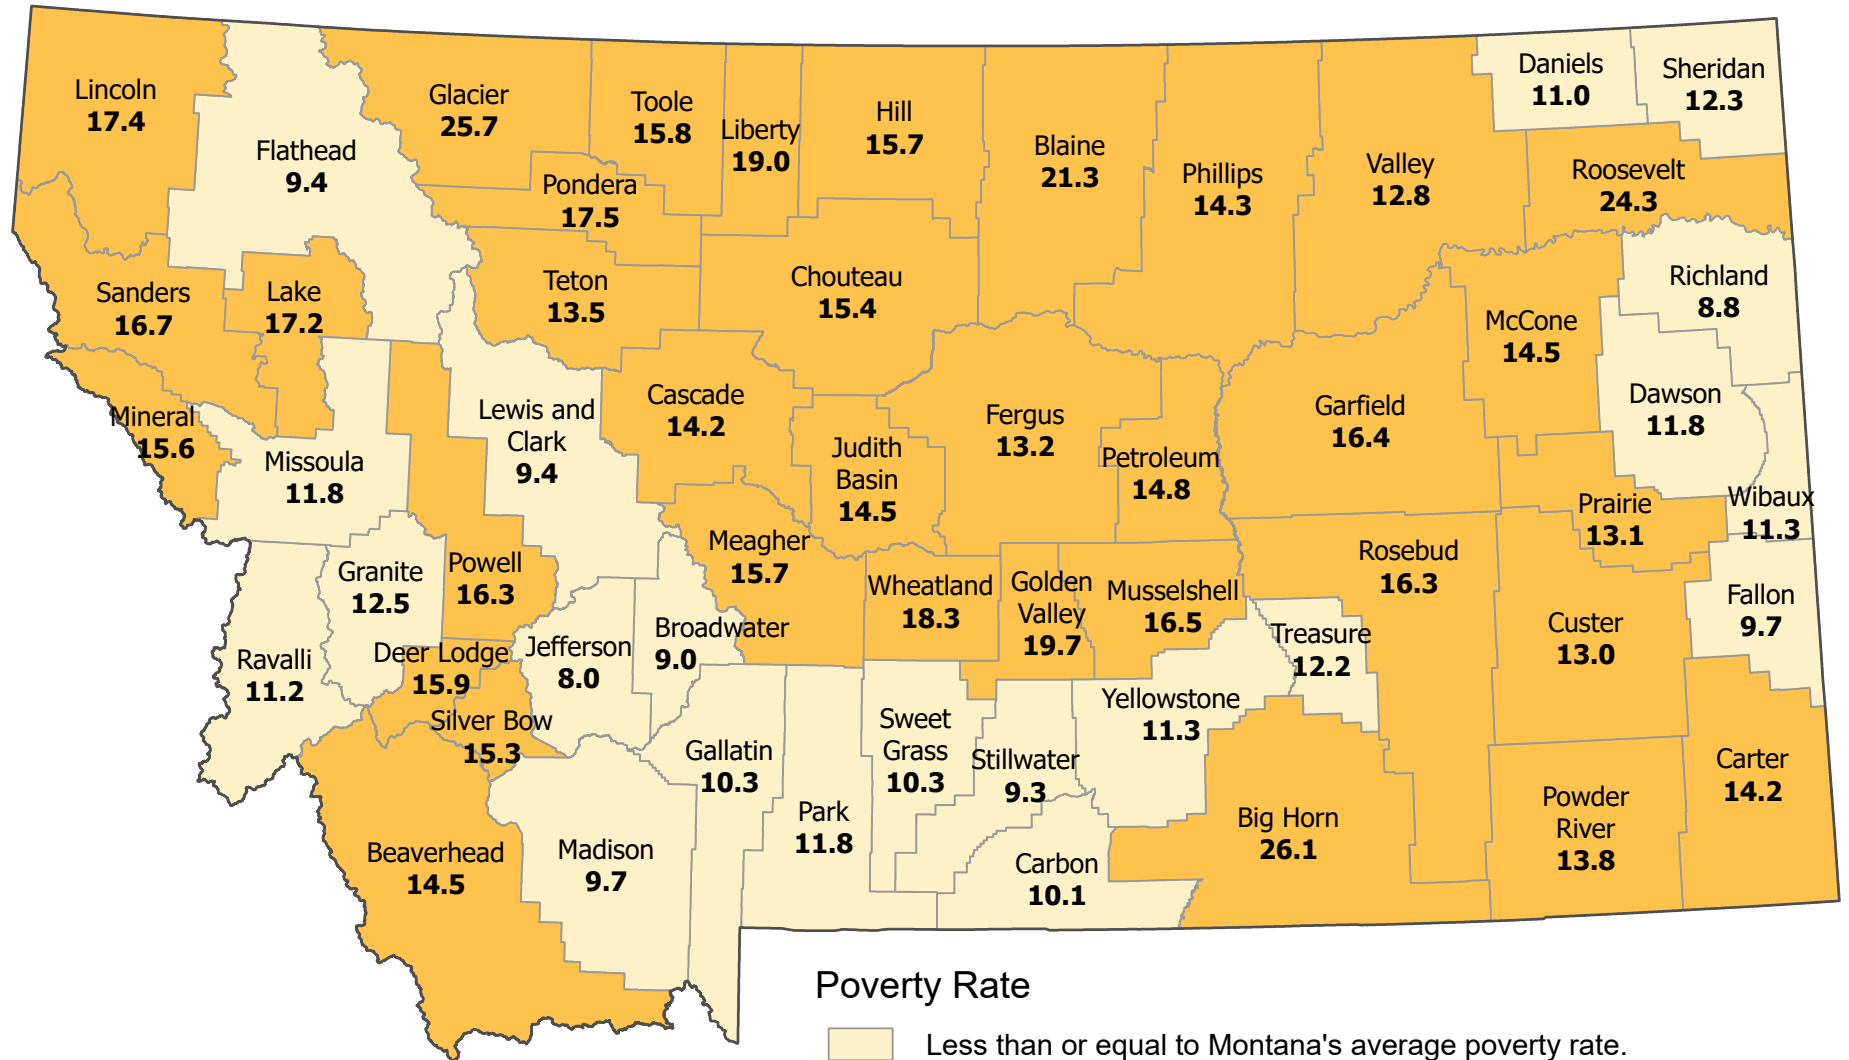 Lincoln
17.4
Flathead
9.4
Glacier
25.7
Toole
15.8
Liberty
19.0
Hill
15.7
Blaine
21.3
Phillips
14.3
Valley
12.8
Daniels
11.0
Sheridan
12.3
Roosevelt
24.3
Pondera
17.5
Sanders
16.7
Lake
17.2
Teton
13.5
Chouteau
15.4
Richland
8.8
McCone
14.5
Dawson
11.8
Mineral
15.6
Missoula
11.8
Lewis and
Clark
9.4
Cascade
14.2
Judith
Basin
14.5
Fergus
13.2
Petroleum
14.8
Garfield
16.4
Prairie
13.1
Wibaux
11.3
Granite
12.5
Powell
16.3
Meagher
15.7
Wheatland
18.3
Golden
Valley
19.7
Musselshell
16.5
Rosebud
16.3
Custer
13.0
Fallon
9.7
Ravalli
11.2
Deer Lodge
15.9
Jefferson
8.0
Broadwater
9.0
Treasure
12.2
Silver Bow
15.3
Gallatin
10.3
Sweet
Grass
10.3
Stillwater
9.3
Yellowstone
11.3
Park
11.8
Carbon
10.1
Big Horn
26.1
Powder
River
13.8
Carter
14.2
Beaverhead
14.5
Madison
9.7
Poverty Rate
Less than or equal to Montana's average poverty rate.